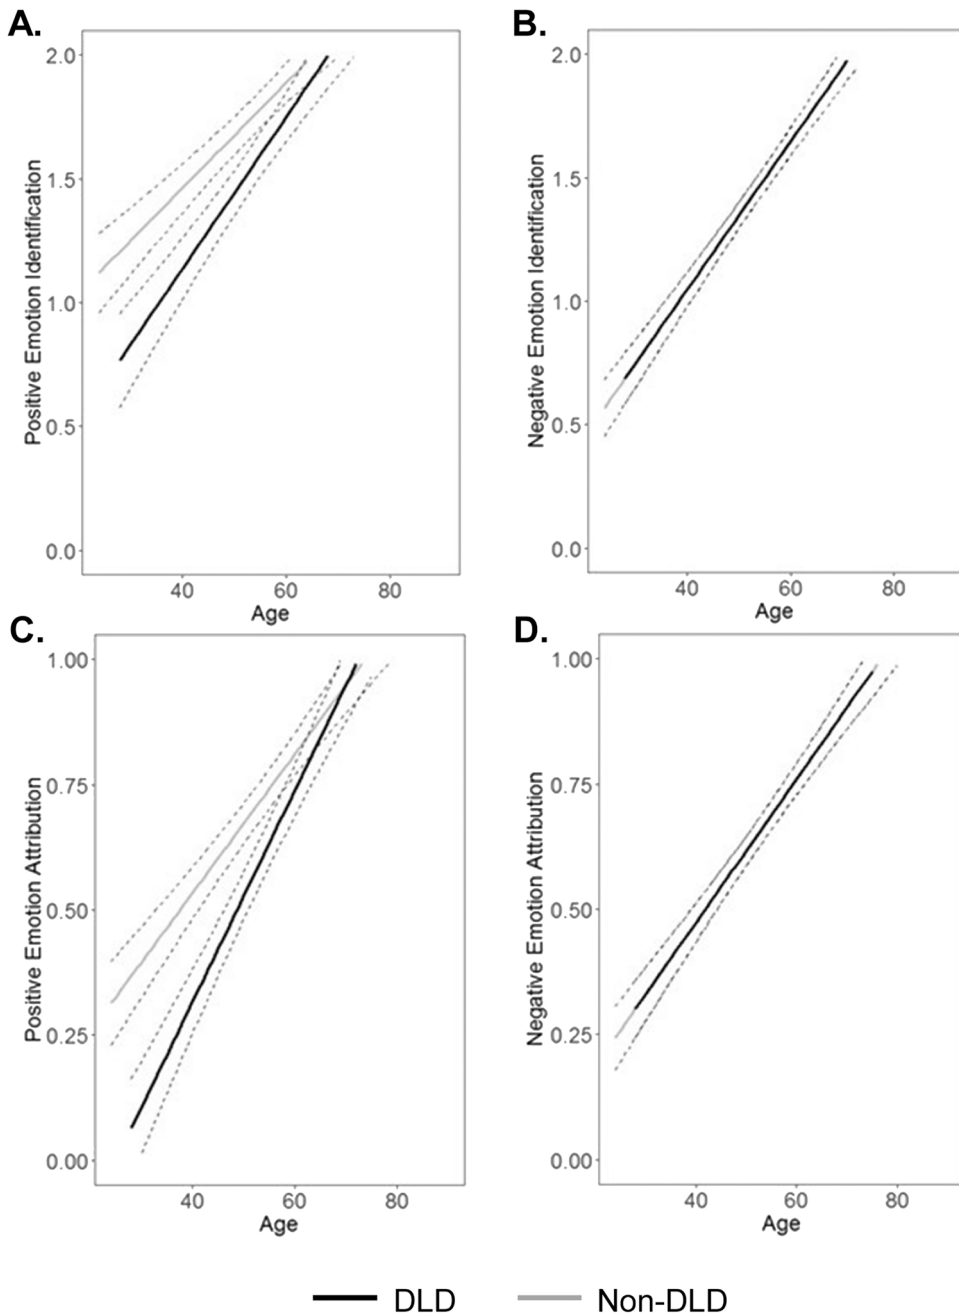 A.
Positive Emotion Identification
2.0
1.5
1.0
0.5
0.0
40 60 80
Age
B.
Negative Emotion Identification
2.0
1.5
1.0
0.5
0.0
40 60 80
Age
C.
Positive Emotion Attribution
1.00
0.75
0.50
0.25
0.00
40 60 80
Age
D.
Negative Emotion Attribution
1.00
0.75
0.50
0.25
0.00
40 60 80
Age
DLD Non-DLD